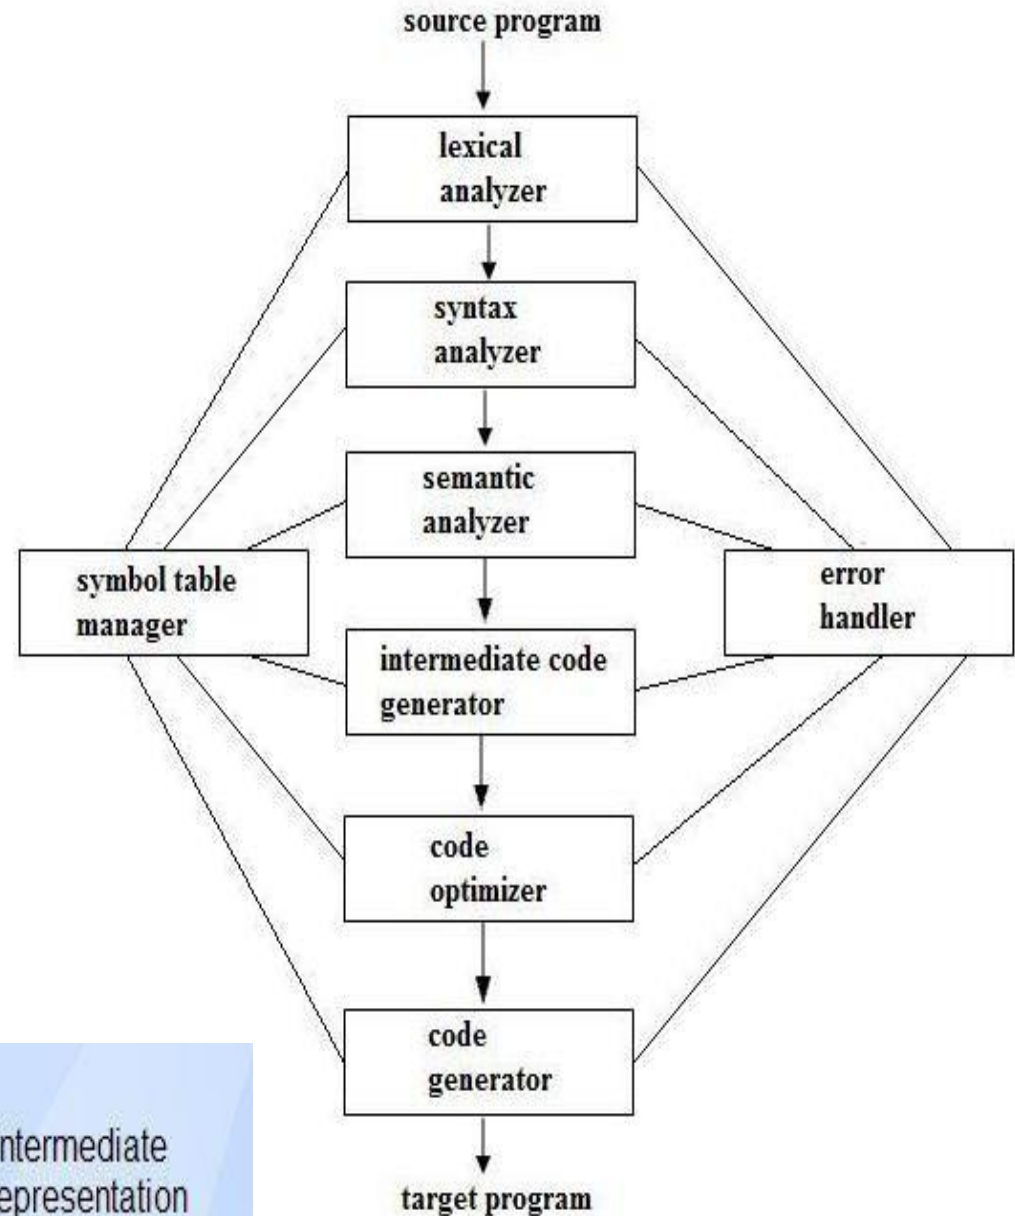 source program
lexical
analyzer
syntax
analyzer
semantic
analyzer
symbol table
manager
error
handler
intermediate code
generator
code
optimizer
code
generator
target program
ntermediate
epresentation